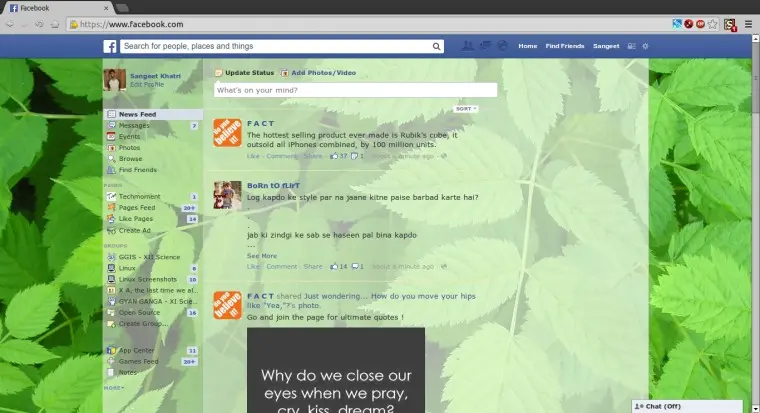 Facebook
https://www.facebook.com
Search for people, places and things
Home
Find Friends
Sangeet
Sangeet Khatri
Edit Profile
News Feed
Messages 7
Events
Photos
Browse
Find Friends
PAGES
Techmoment 1
Pages Feed 20+
Like Pages 14
Create Ad
GROUPS
GGIS - XII.Science
Linux 6
Linux Screenshots 10
X A, the last time we al...
GYAN GANGA - XI Scie...
Open Source 16
Create Group...
App Center 11
Games Feed 20+
Notes
MORE
Update Status
Add Photos/Video
What's on your mind?
SORT
Do you believe it!
F A C T
The hottest selling product ever made is Rubik's cube, it
outsold all iPhones combined, by 100 million units.
Like · Comment · Share · 37 1 · about a minute ago ·
BoRn tO fLirT
Log kapdo ke style par na jaane kitne paise barbad karte hai?
.
.
jab ki zindgi ke sab se haseen pal bina kapdo
---
See More
Like · Comment · Share · 14 1 · about a minute ago ·
Do you believe it!
F A C T shared Just wondering... How do you move your hips
like "Yea,"?'s photo.
Go and join the page for ultimate quotes !
Why do we close our
eyes when we pray,
cry, kiss, dream?
Chat (Off)